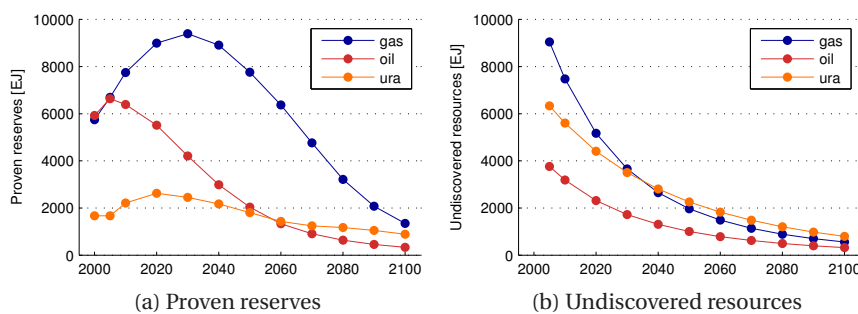 10000
8000
6000
4000
2000
0
Proven reserves [EJ]
gas
oil
ura
2000 2020 2040 2060 2080 2100
(a) Proven reserves
10000
8000
6000
4000
2000
0
Undiscovered resources [EJ]
gas
oil
ura
2000 2020 2040 2060 2080 2100
(b) Undiscovered resources